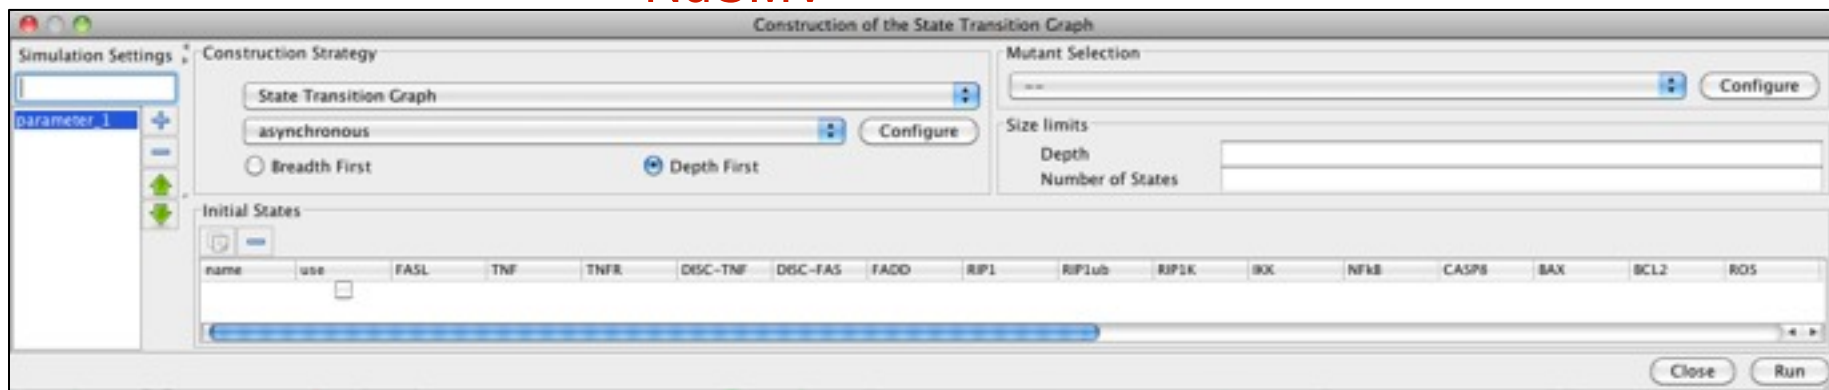 Construction of the State Transition Graph
Simulation Settings
parameter_1
Construction Strategy
State Transition Graph
asynchronous
Configure
Breadth First
Depth First
Mutant Selection
--
Configure
Size limits
Depth
Number of States
Initial States
name use FASL TNF TNFR DISC-TNF DISC-FAS FADD RIP1 RIP1ub RIP1K IKK NFkB CASP8 BAX BCL2 ROS
Close Run